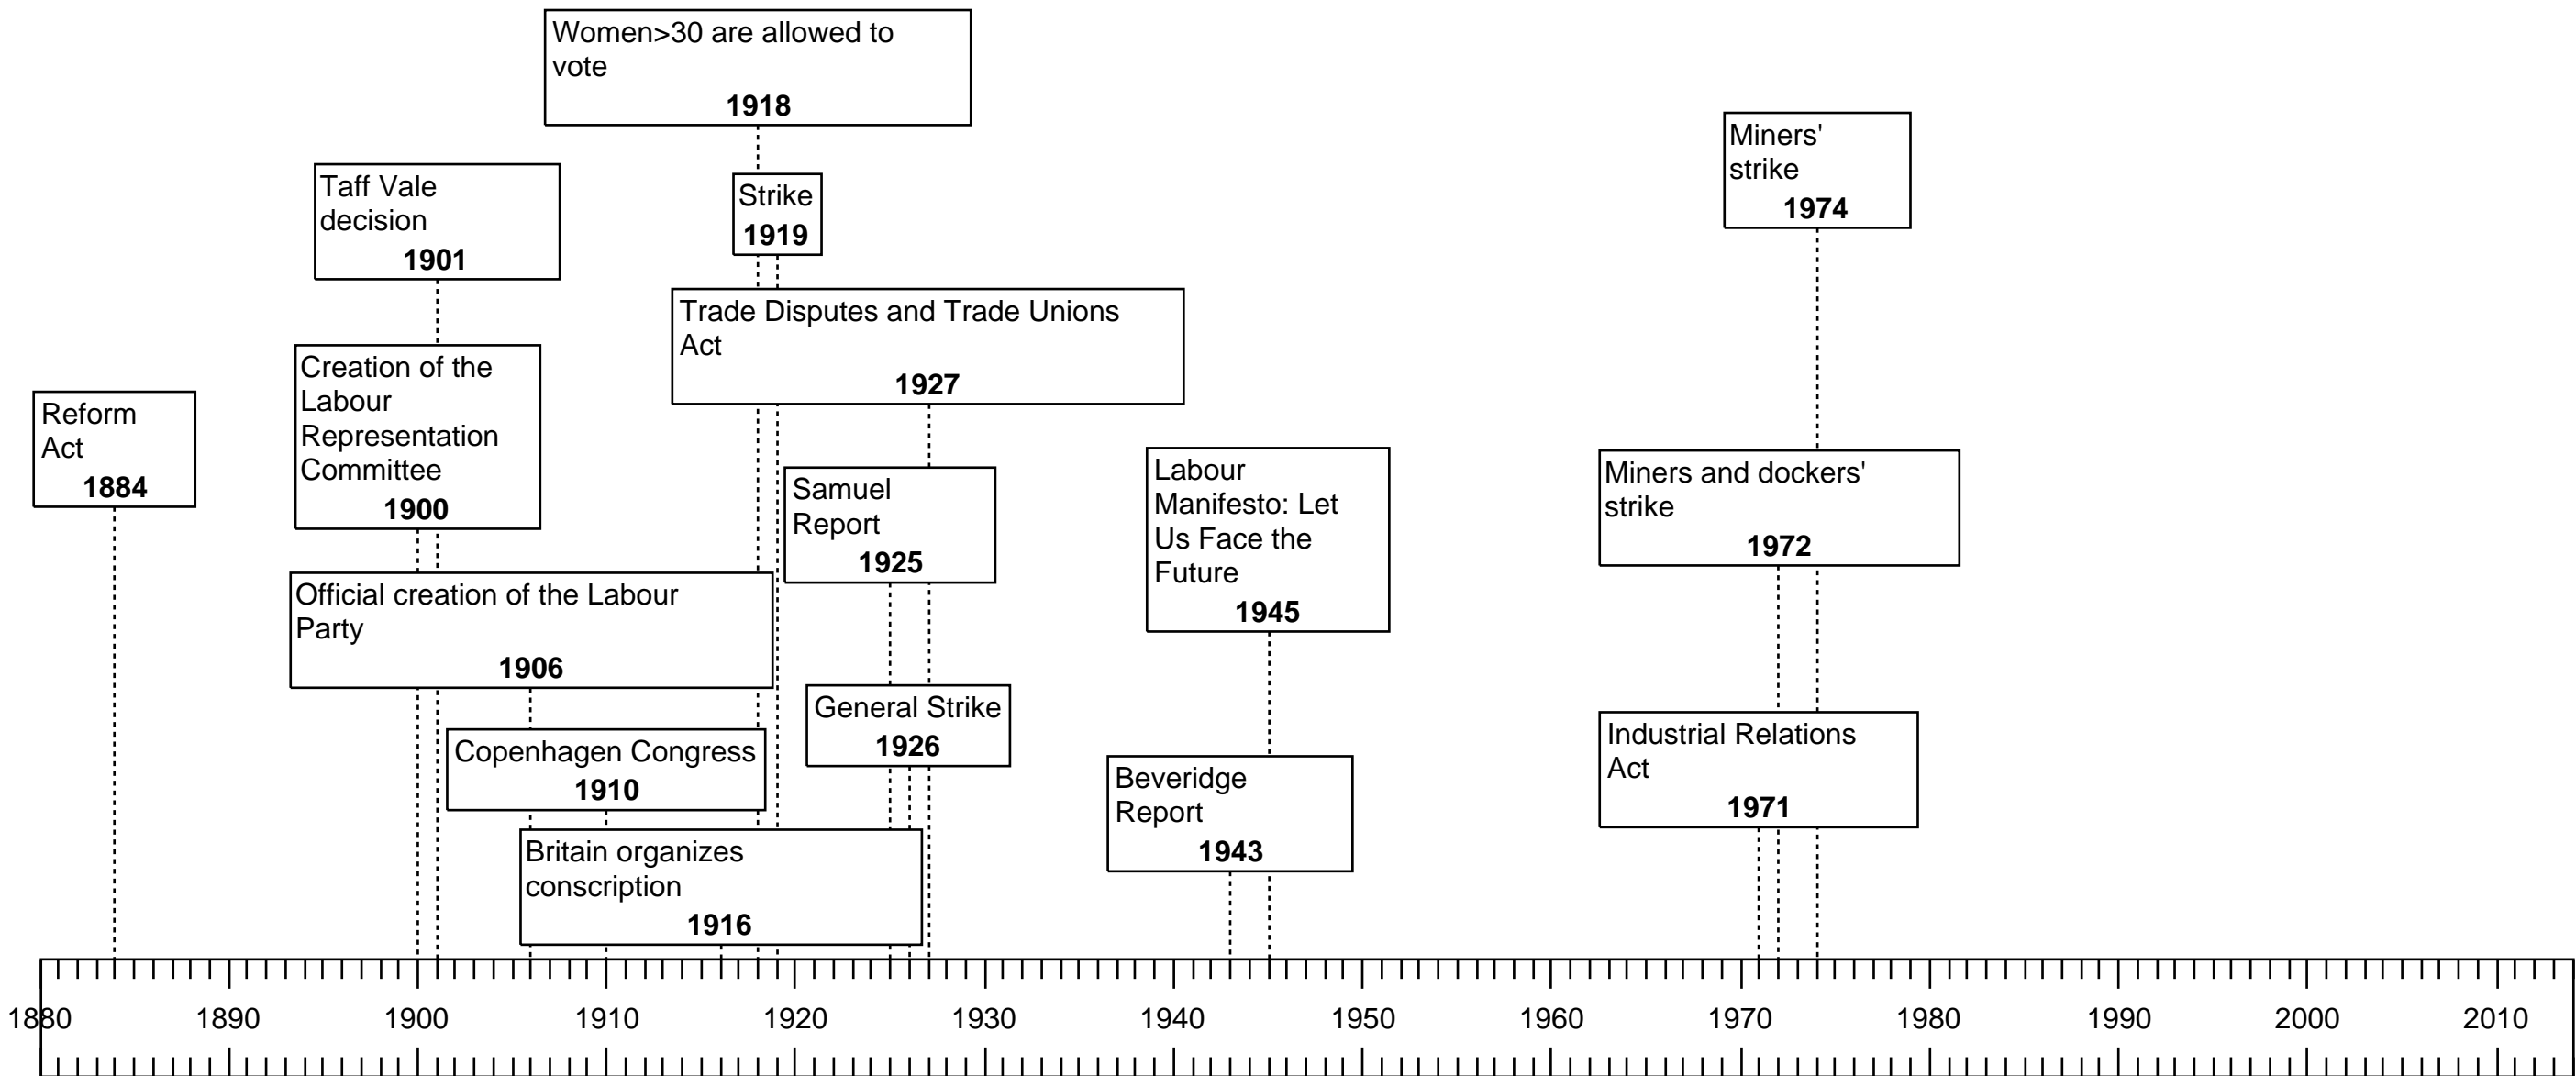 Women>30 are allowed to
vote
1918
Miners'
strike
1974
Taff Vale
decision
1901
Strike
1919
Trade Disputes and Trade Unions
Act
1927
Creation of the
Labour
Representation
Committee
1900
Reform
Act
1884
Labour
Manifesto: Let
Us Face the
Future
1945
Miners and dockers'
strike
1972
Samuel
Report
1925
Official creation of the Labour
Party
1906
General Strike
1926
Industrial Relations
Act
1971
Copenhagen Congress
1910
Beveridge
Report
1943
Britain organizes
conscription
1916
1880 1890 1900 1910 1920 1930 1940 1950 1960 1970 1980 1990 2000 2010